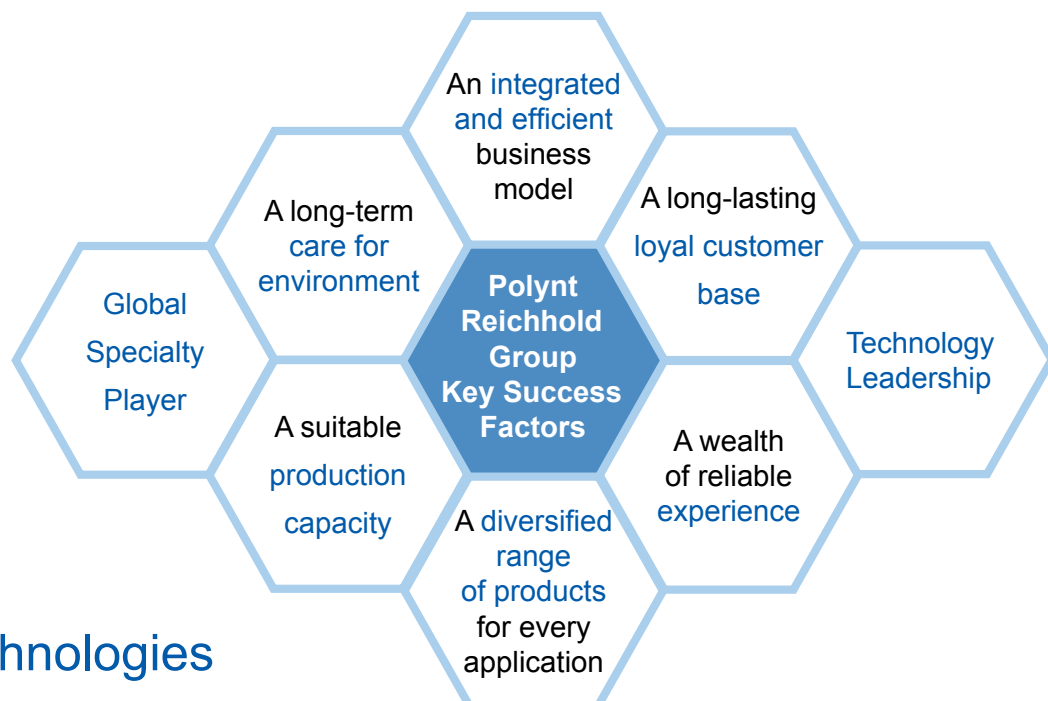 An integrated
and efficient
business
model
A long-term
care for
environment
A long-lasting
loyal customer
base
Global
Specialty
Player
Polynt
Reichhold
Group
Key Success
Factors
Technology
Leadership
A suitable
production
capacity
A wealth
of reliable
experience
A diversified
range
of products
for every
application
hnologies